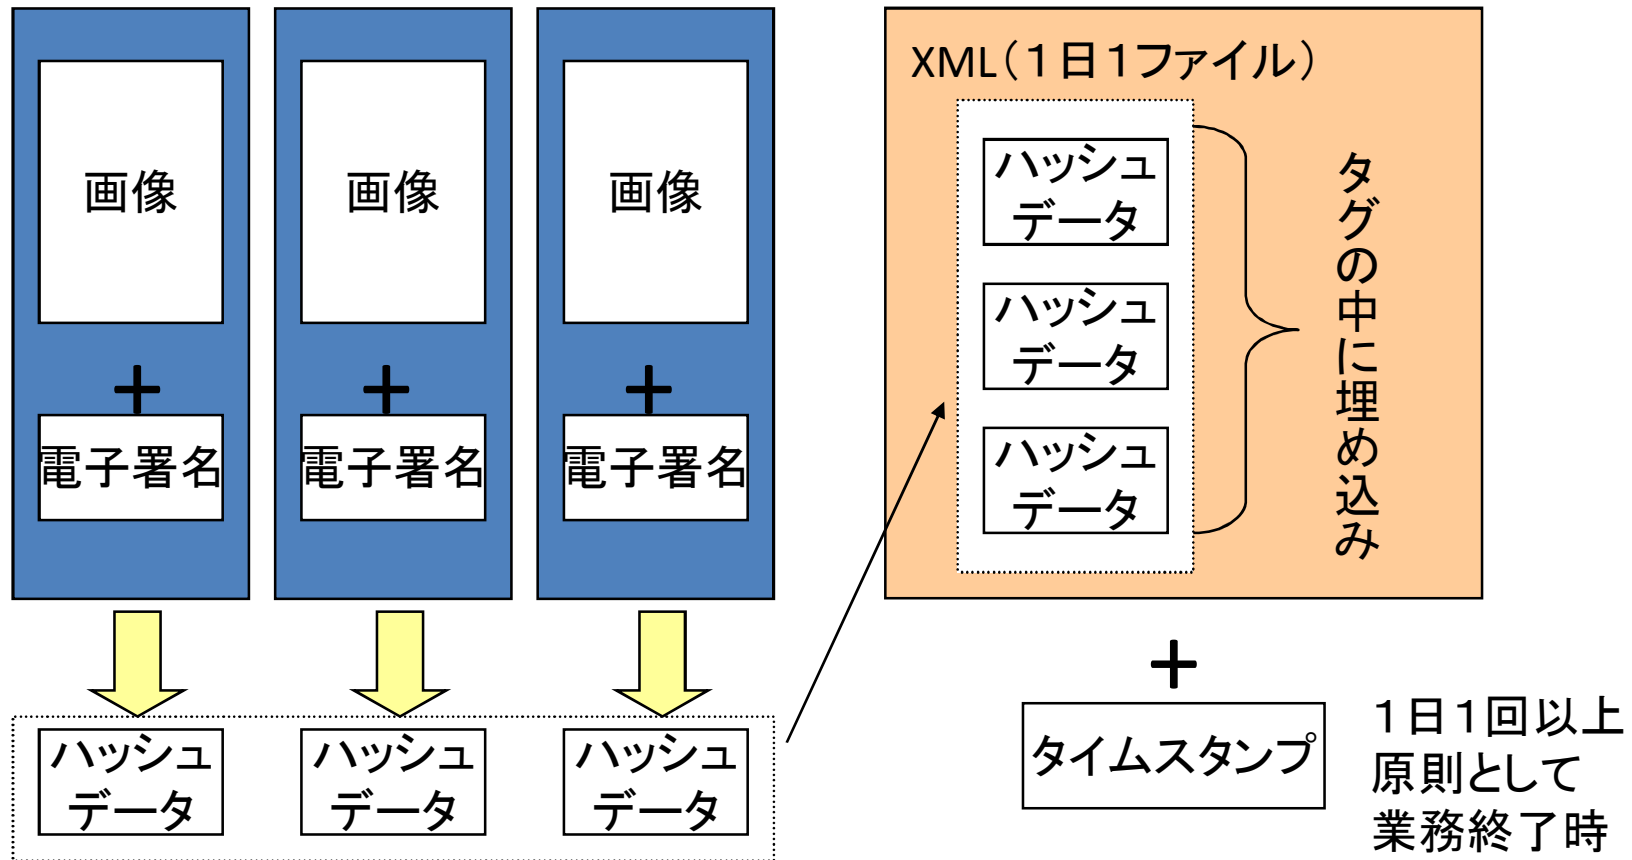 画像
画像
画像
電子署名
電子署名
電子署名
ハッシュ
データ
ハッシュ
データ
ハッシュ
データ
XML（１日１ファイル）
ハッシュ
データ
ハッシュ
データ
ハッシュ
データ
タグの中に埋め込み
タイムスタンプ
１日１回以上
原則として
業務終了時